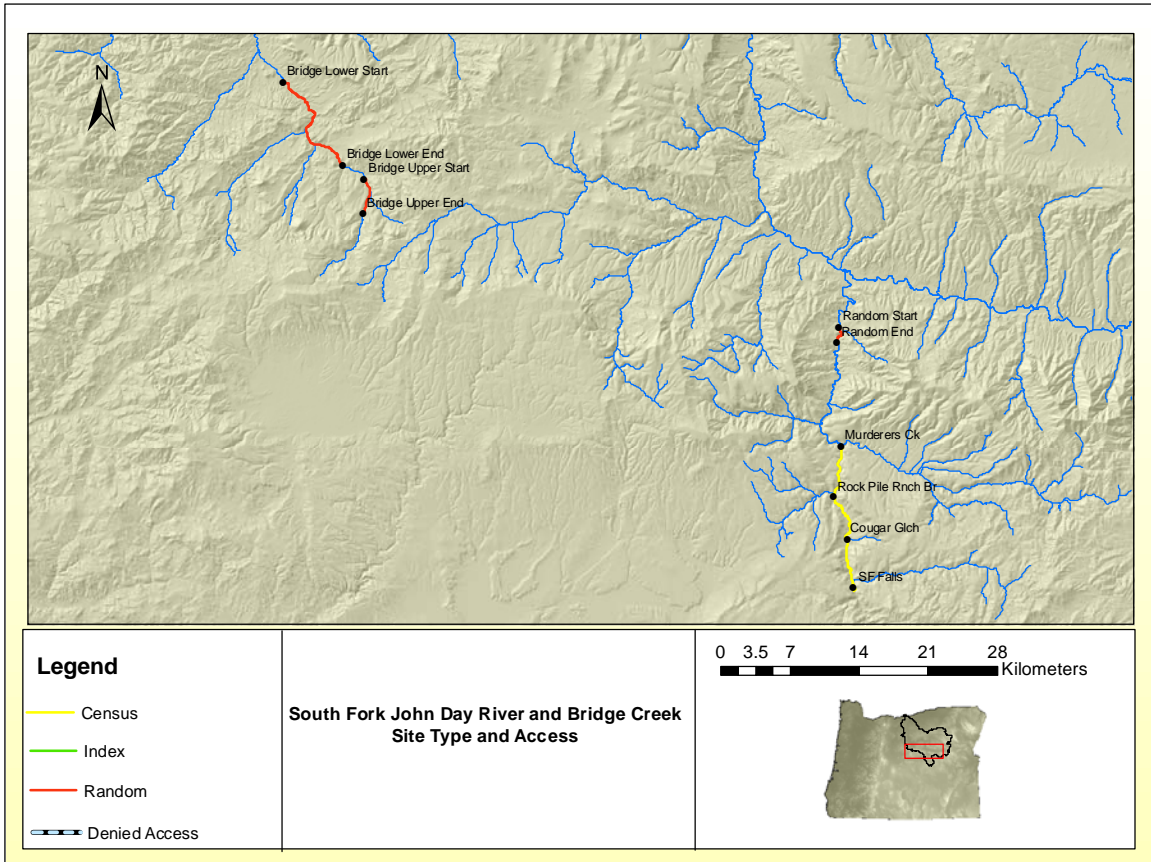 N
Bridge Lower Start
Bridge Lower End
Bridge Upper Start
Bridge Upper End
Random Start
Random End
Murderers Ck
Rock Pile Rnch Br
Cougar Glch
SF Falls
Legend
Census
Index
Random
Denied Access
South Fork John Day River and Bridge Creek
Site Type and Access
0 3.5 7 14 21 28
Kilometers